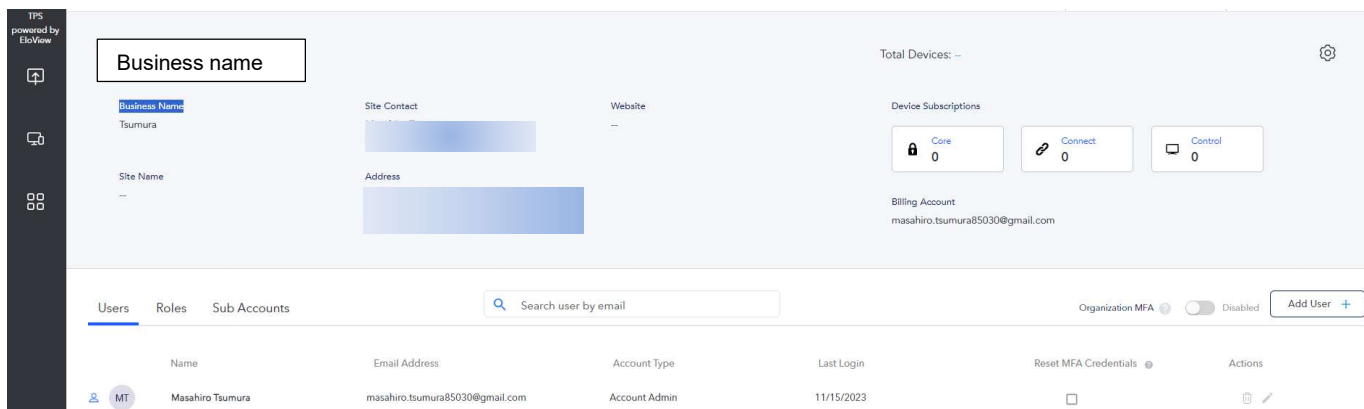 TPS
powered by
EloView
Business name
Total Devices: --
Business Name
Tsumura
Site Contact
Website
--
Device Subscriptions
Core
0
Connect
0
Control
0
Site Name
--
Address
Billing Account
masahiro.tsumura85030@gmail.com
Users Roles Sub Accounts
Search user by email
Organization MFA ? Disabled Add User +
Name Email Address Account Type Last Login Reset MFA Credentials ? Actions
MT Masahiro Tsumura masahiro.tsumura85030@gmail.com Account Admin 11/15/2023